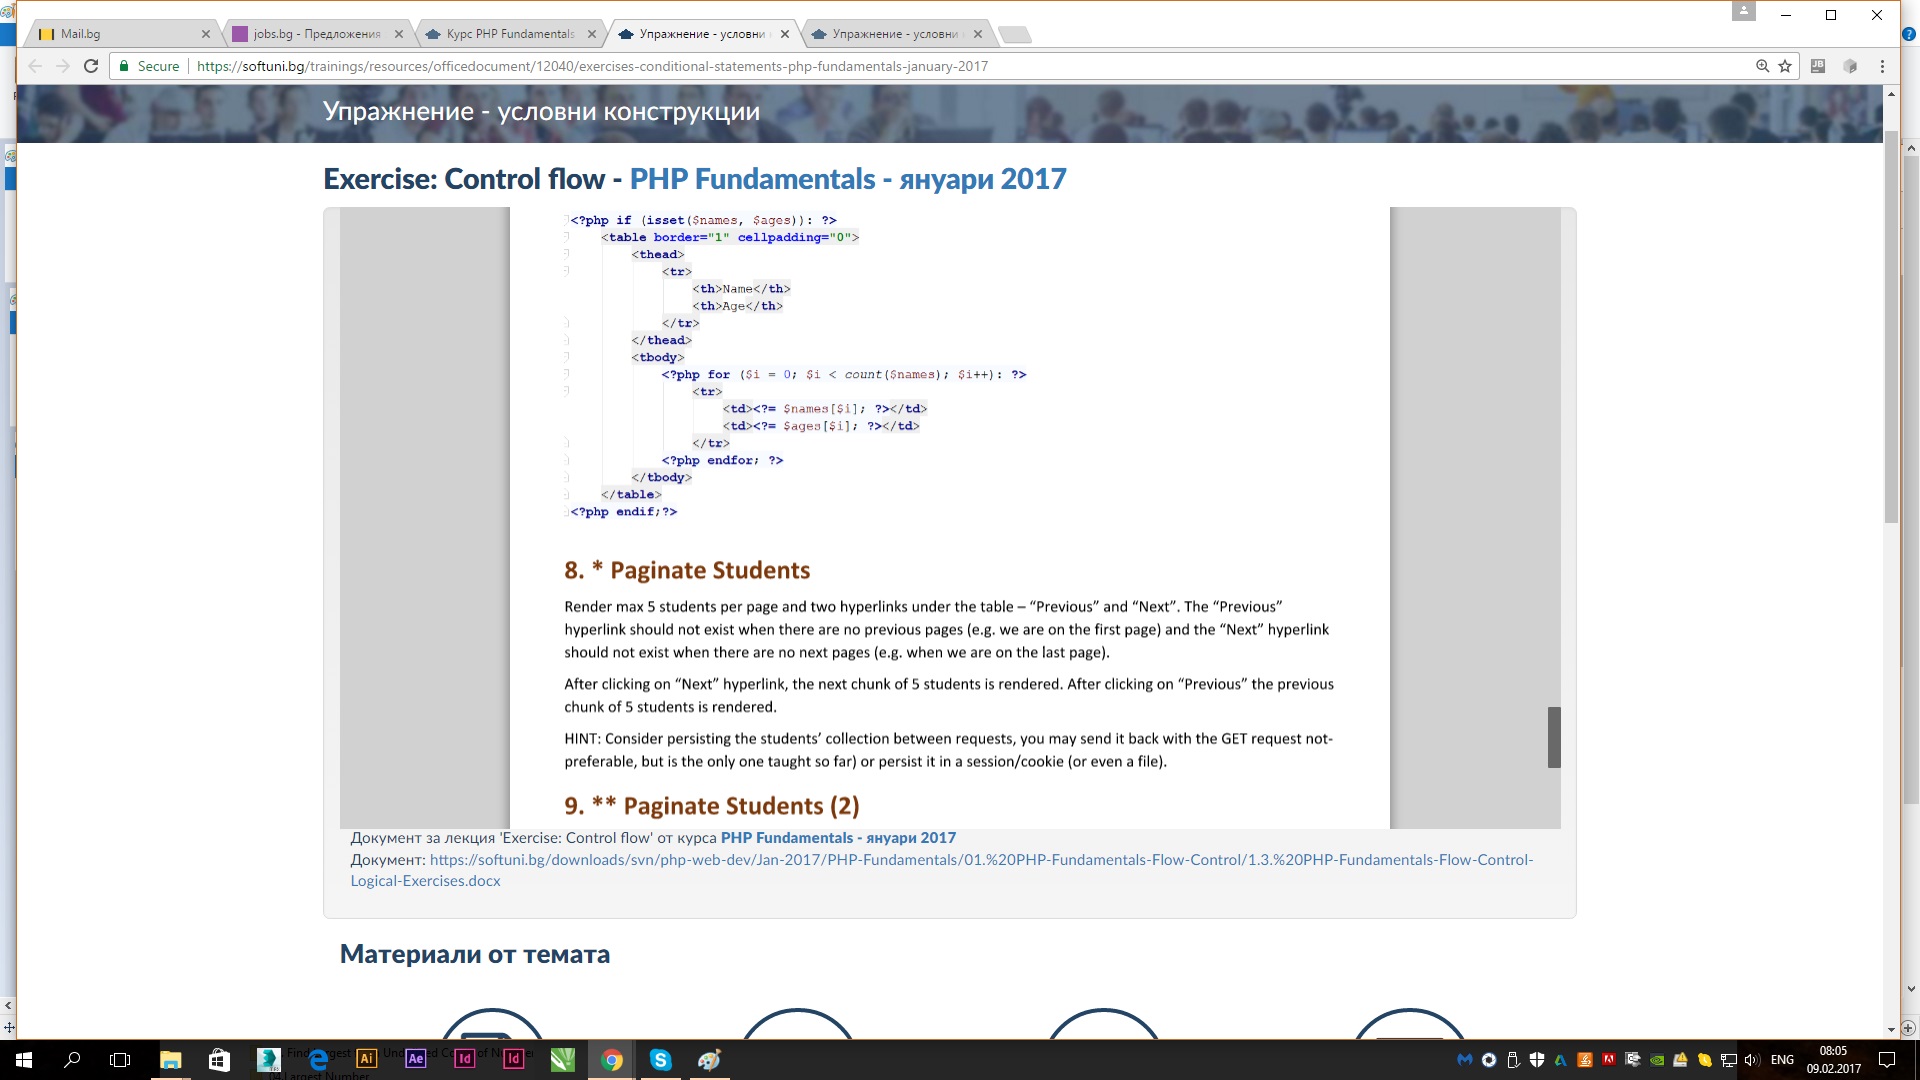 Mail.bg
jobs.bg - Предложения
Курс PHP Fundamentals
Упражнение - условни
Упражнение - условни
Secure
https://softuni.bg/trainings/resources/officedocument/12040/exercises-conditional-statements-php-fundamentals-january-2017
JB
Упражнение - условни конструкции
Exercise: Control flow - PHP Fundamentals - януари 2017
<?php if (isset($names, $ages)): ?>
<table border="1" cellpadding="0">
<thead>
<tr>
<th>Name</th>
<th>Age</th>
</tr>
</thead>
<tbody>
<?php for ($i = 0; $i < count($names); $i++): ?>
<tr>
<td><?= $names[$i]; ?></td>
<td><?= $ages[$i]; ?></td>
</tr>
<?php endfor; ?>
</tbody>
</table>
<?php endif;?>
8. * Paginate Students
Render max 5 students per page and two hyperlinks under the table – “Previous” and “Next”. The “Previous”
hyperlink should not exist when there are no previous pages (e.g. we are on the first page) and the “Next” hyperlink
should not exist when there are no next pages (e.g. when we are on the last page).
After clicking on “Next” hyperlink, the next chunk of 5 students is rendered. After clicking on “Previous” the previous
chunk of 5 students is rendered.
HINT: Consider persisting the students’ collection between requests, you may send it back with the GET request not-
preferable, but is the only one taught so far) or persist it in a session/cookie (or even a file).
9. ** Paginate Students (2)
Документ за лекция 'Exercise: Control flow' от курса PHP Fundamentals - януари 2017
Документ: https://softuni.bg/downloads/svn/php-web-dev/Jan-2017/PHP-Fundamentals/01.%20PHP-Fundamentals-Flow-Control/1.3.%20PHP-Fundamentals-Flow-Control-
Logical-Exercises.docx
Материали от темата
Ai
Ae
Id
Id
ENG
08:05
09.02.2017